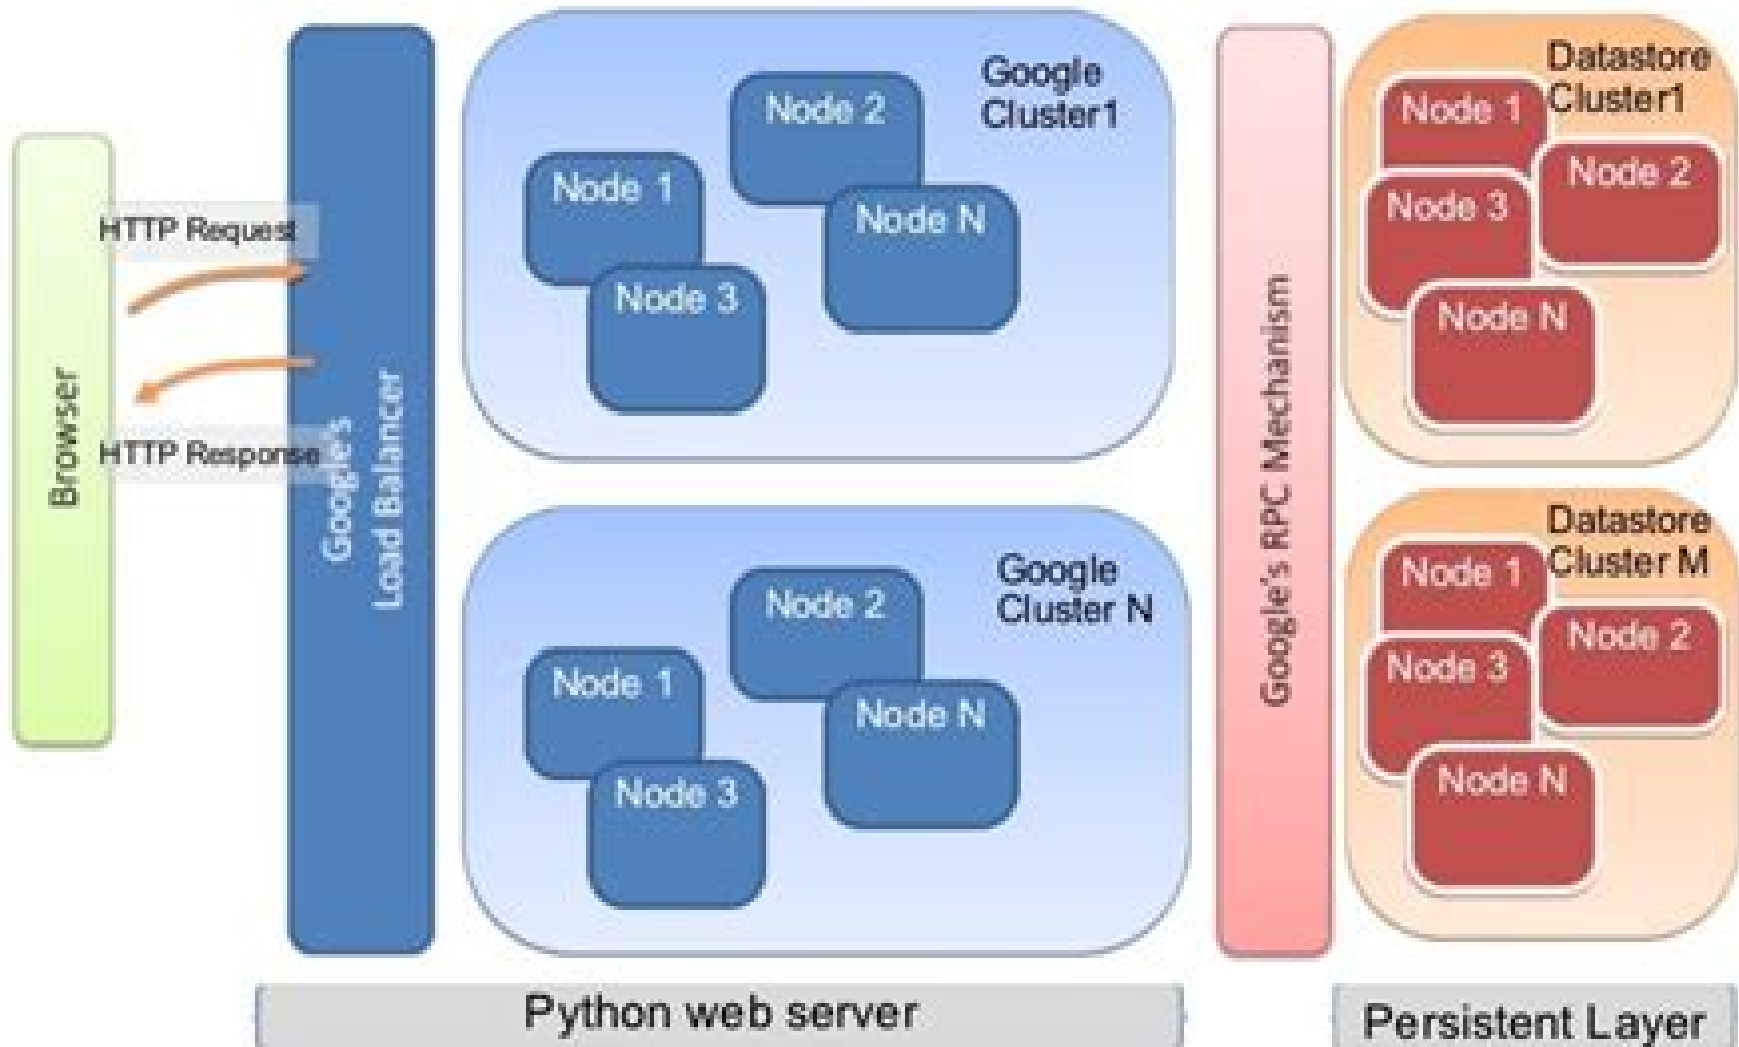 Browser
HTTP Request
HTTP Response
Google's
Load Balancer
Google
Cluster1
Node 1
Node 2
Node 3
Node N
Google
Cluster N
Node 1
Node 2
Node 3
Node N
Google's RPC Mechanism
Datastore
Cluster1
Node 1
Node 2
Node 3
Node N
Datastore
Cluster M
Node 1
Node 2
Node 3
Node N
Python web server
Persistent Layer